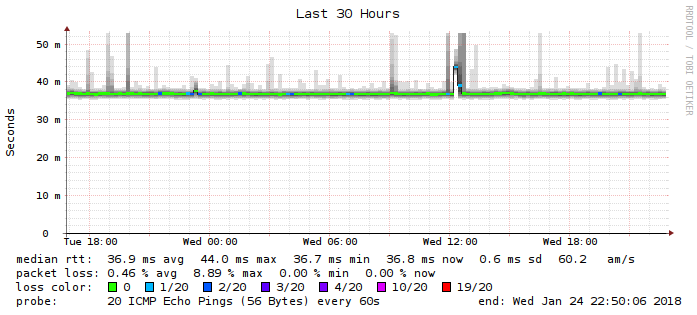 Last 30 Hours
RRDTOOL / TOBI OETIKER
Seconds
50 m
40 m
30 m
20 m
10 m
0
Tue 18:00 Wed 00:00 Wed 06:00 Wed 12:00 Wed 18:00
median rtt: 36.9 ms avg 44.0 ms max 36.7 ms min 36.8 ms now 0.6 ms sd 60.2 am/s
packet loss: 0.46 % avg 8.89 % max 0.00 % min 0.00 % now
loss color: 0 1/20 2/20 3/20 4/20 10/20 19/20
probe: 20 ICMP Echo Pings (56 Bytes) every 60s end: Wed Jan 24 22:50:06 2018